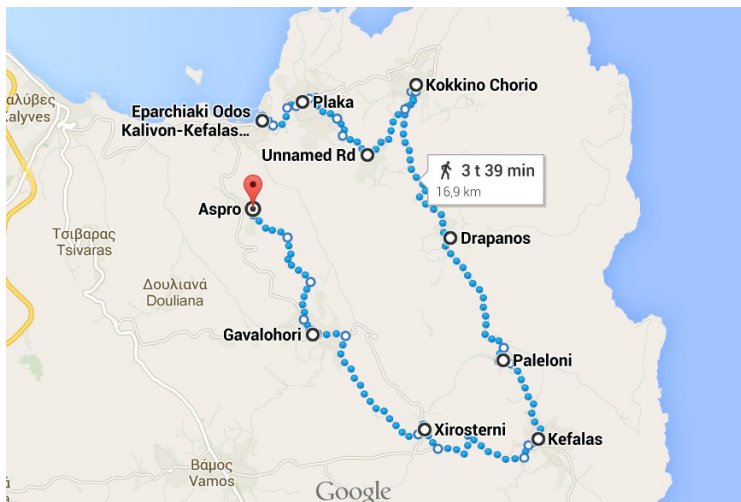 Kokkino Chorio
Plaka
Eparchiaki Odos
Kalivon-Kefalas...
αλύβες
Kalyves
Unnamed Rd
3 t 39 min
16,9 km
Aspro
Τσιβαρας
Tsivaras
Drapanos
Δουλιανά
Douliana
Gavalohori
Paleloni
Xirosterni
Kefalas
Βάμος
Vamos
Google